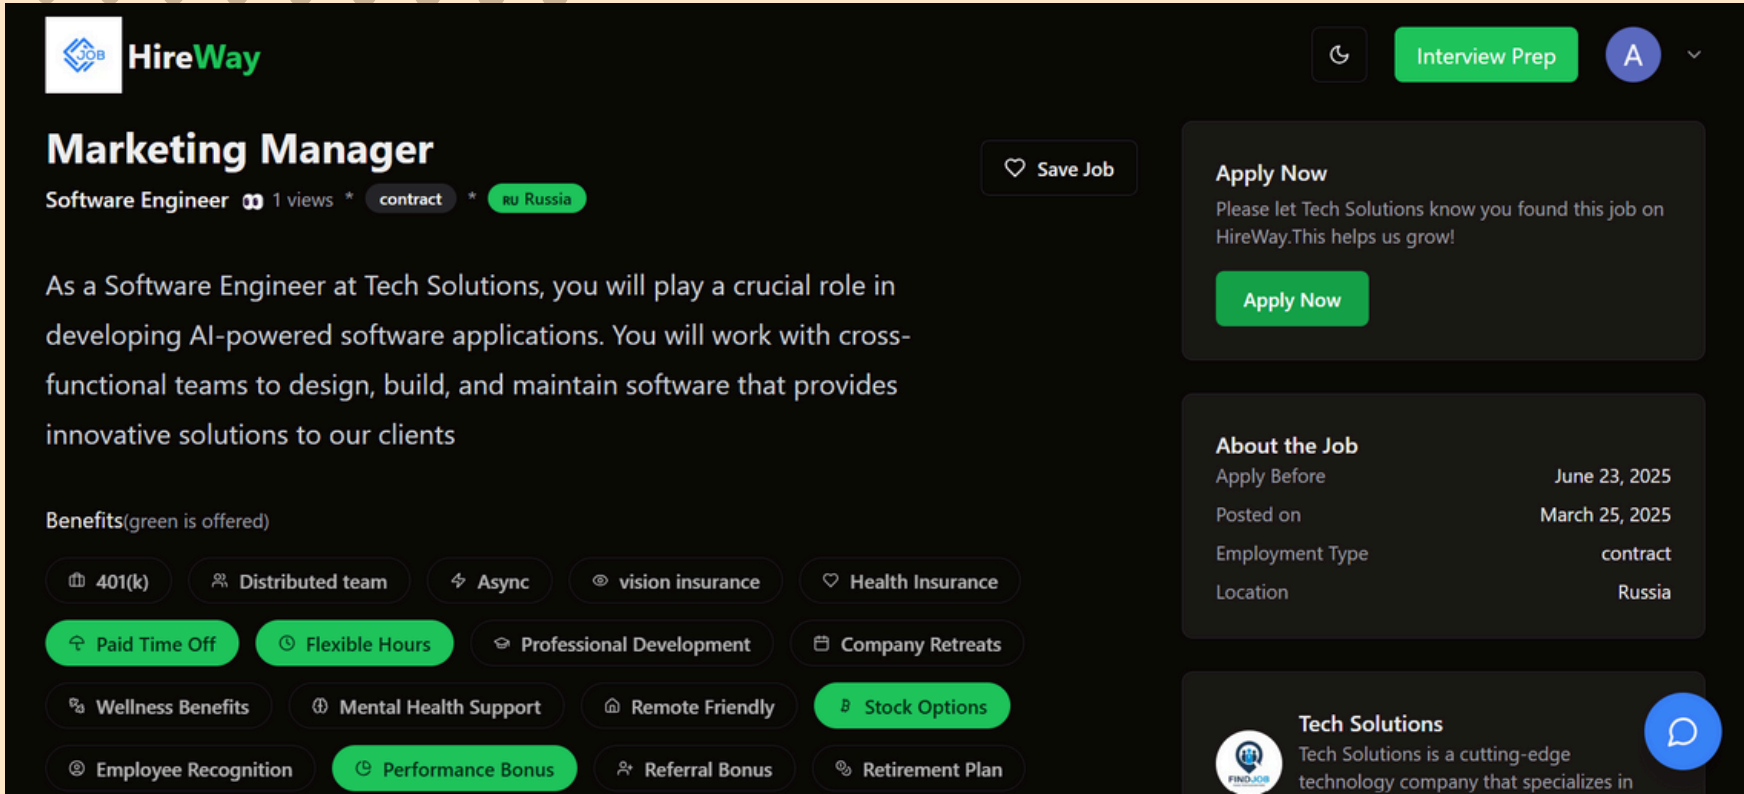 JOB
HireWay
Interview Prep
A
Marketing Manager
Save Job
Software Engineer 1 views * contract * RU Russia
As a Software Engineer at Tech Solutions, you will play a crucial role in
developing AI-powered software applications. You will work with cross-
functional teams to design, build, and maintain software that provides
innovative solutions to our clients
Benefits(green is offered)
401(k) Distributed team Async vision insurance Health Insurance
Paid Time Off Flexible Hours Professional Development Company Retreats
Wellness Benefits Mental Health Support Remote Friendly Stock Options
Employee Recognition Performance Bonus Referral Bonus Retirement Plan
Apply Now
Please let Tech Solutions know you found this job on
HireWay.This helps us grow!
Apply Now
About the Job
Apply Before June 23, 2025
Posted on March 25, 2025
Employment Type contract
Location Russia
FINDJOB
Tech Solutions
Tech Solutions is a cutting-edge
technology company that specializes in